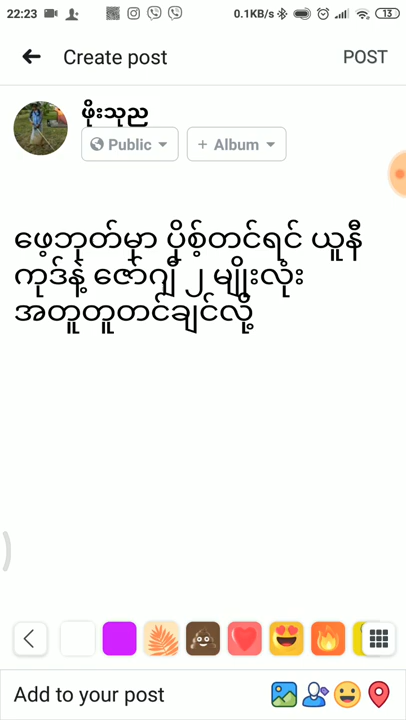 22:23
0.1KB/s
13
Create post
POST
ဖိုးသုည
Public
+ Album
ဖေ့ဘုတ်မှာ ပိုစ့်တင်ရင် ယူနီ
ကုဒ်နဲ့ ဇော်ဂျီ ၂ မျိုးလုံး
အတူတူတင်ချင်လို့
Add to your post